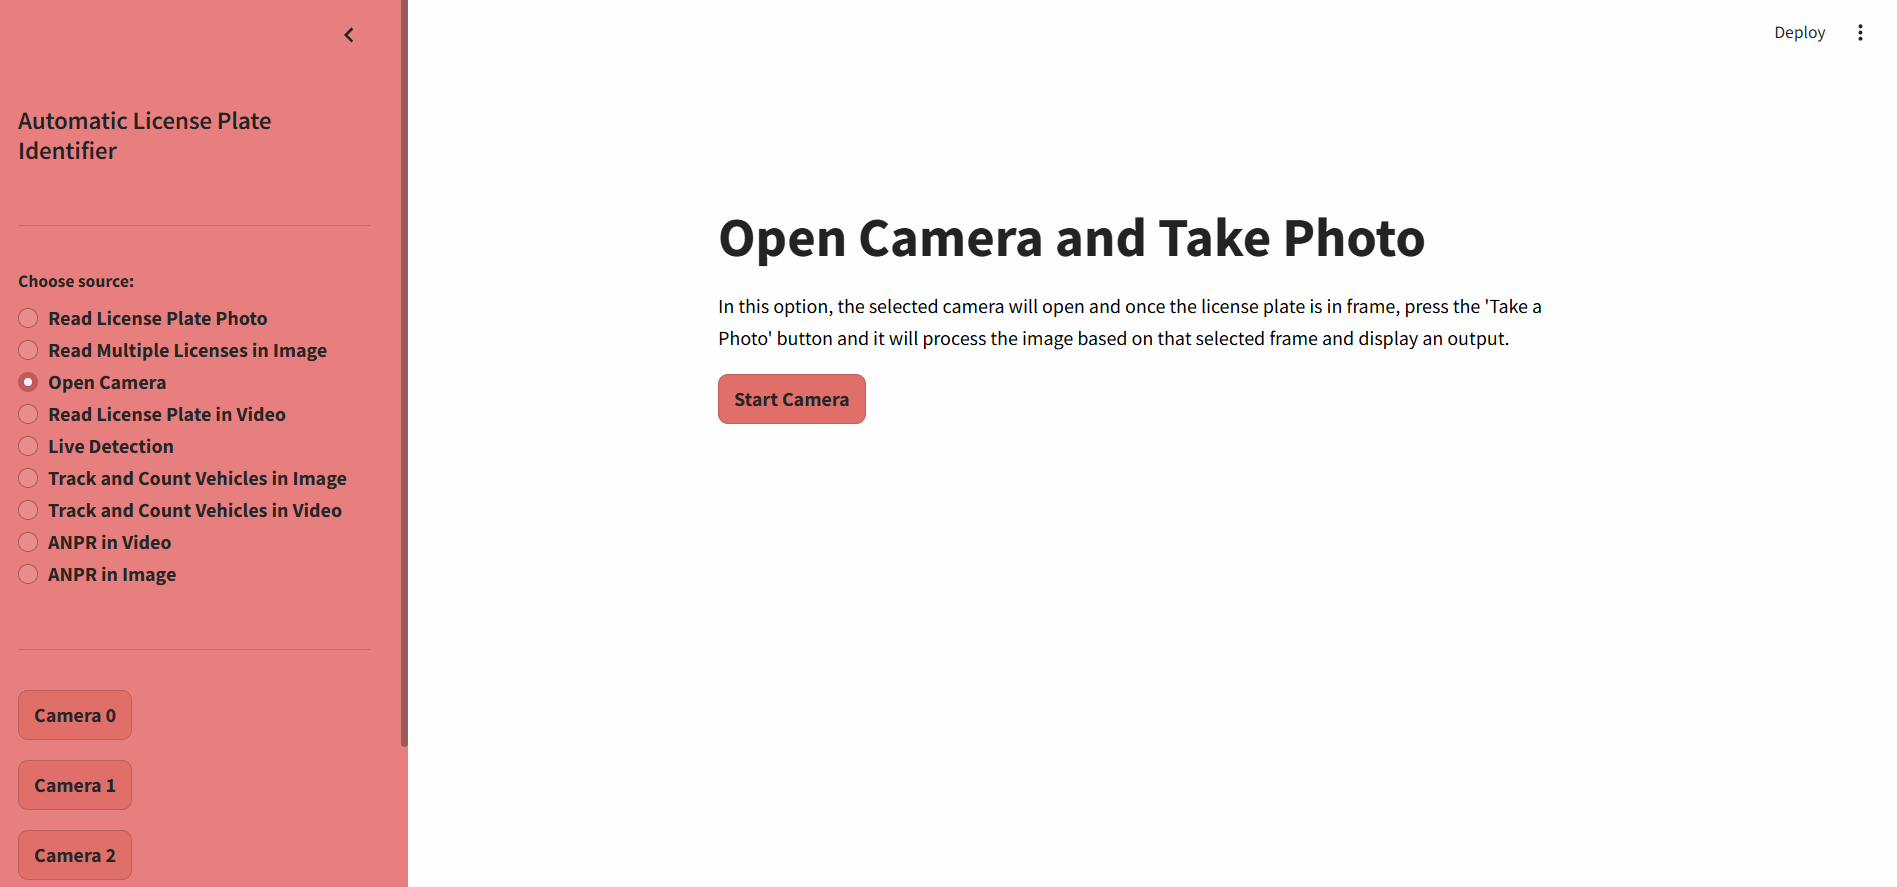 Automatic License Plate
Identifier
Choose source:
Read License Plate Photo
Read Multiple Licenses in Image
Open Camera
Read License Plate in Video
Live Detection
Track and Count Vehicles in Image
Track and Count Vehicles in Video
ANPR in Video
ANPR in Image
Camera 0
Camera 1
Camera 2
Deploy
Open Camera and Take Photo
In this option, the selected camera will open and once the license plate is in frame, press the 'Take a
Photo' button and it will process the image based on that selected frame and display an output.
Start Camera